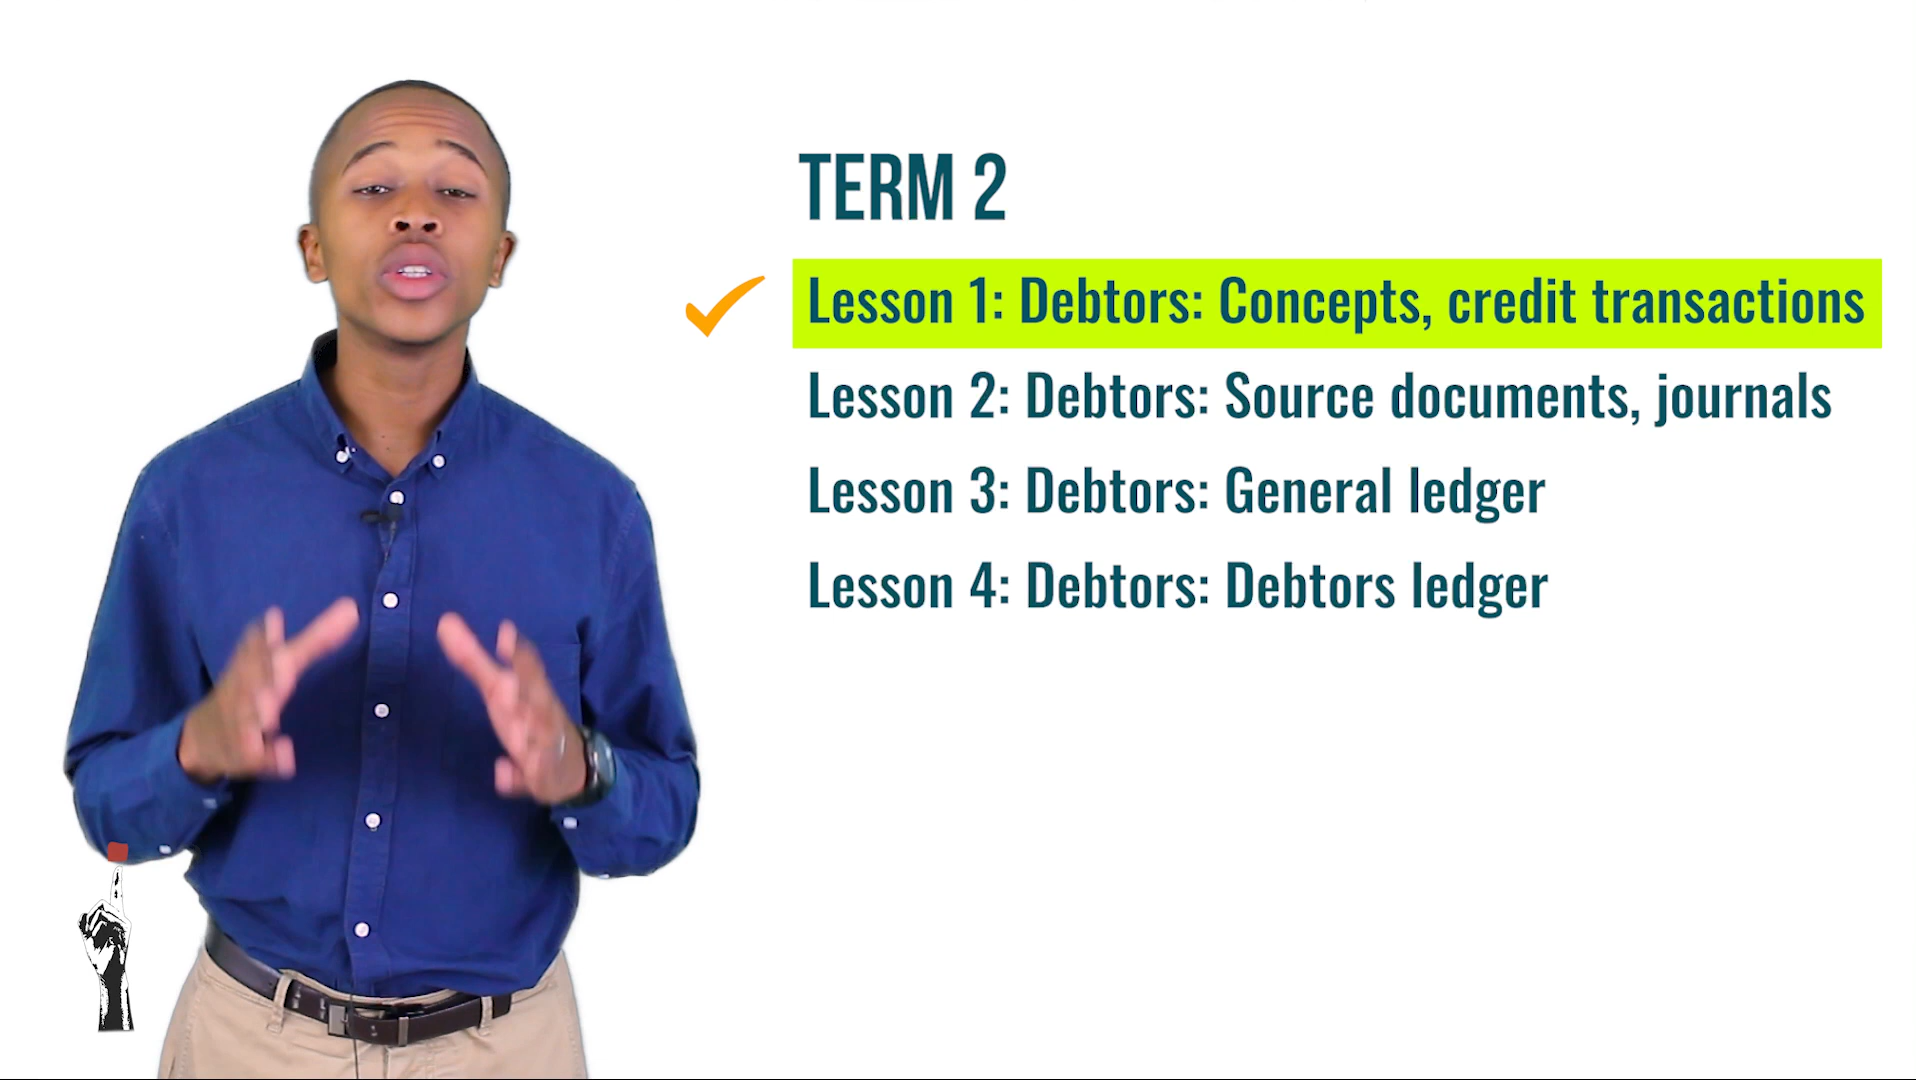 TERM 2
Lesson 1: Debtors: Concepts, credit transactions
Lesson 2: Debtors: Source documents, journals
Lesson 3: Debtors: General ledger
Lesson 4: Debtors: Debtors ledger